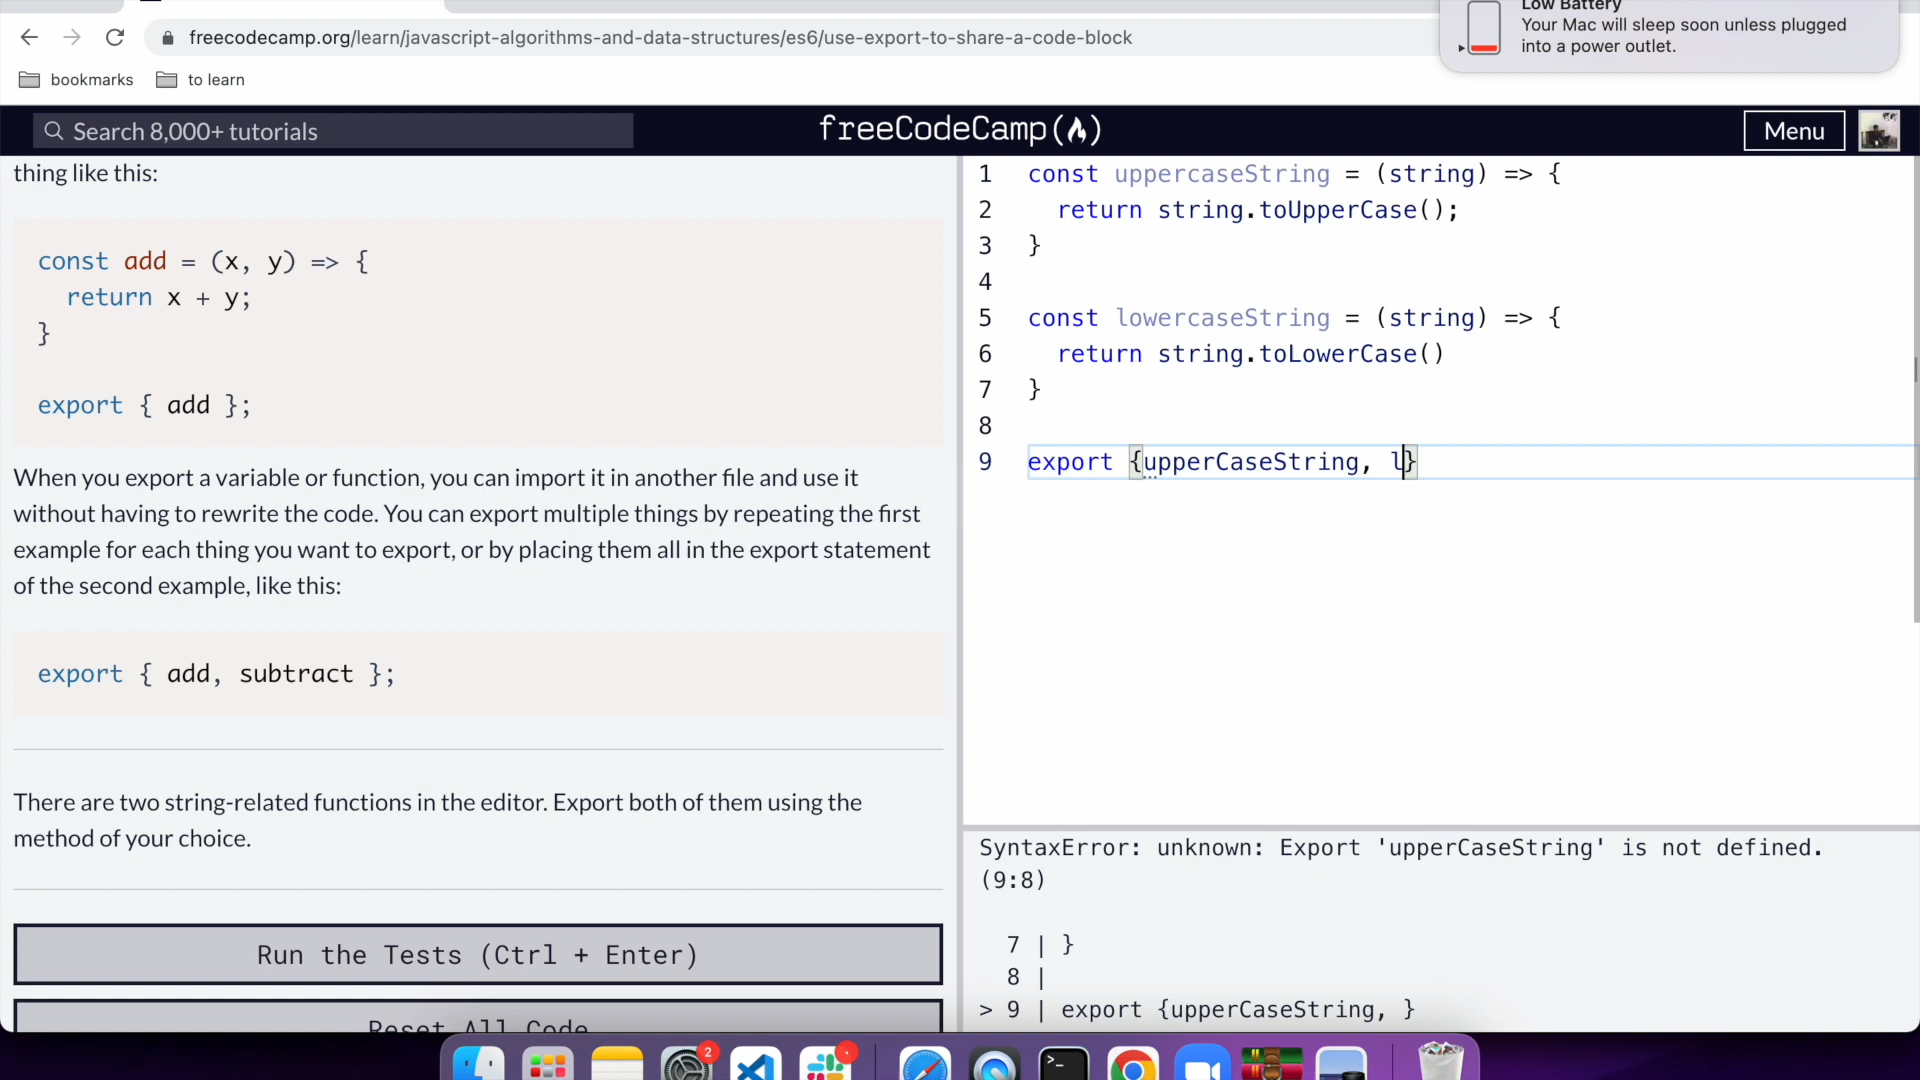 Low Battery
Your Mac will sleep soon unless plugged
into a power outlet.
freecodecamp.org/learn/javascript-algorithms-and-data-structures/es6/use-export-to-share-a-code-block
bookmarks
to learn
Search 8,000+ tutorials
freeCodeCamp
Menu
thing like this:
const add = (x, y) => {
  return x + y;
}
export { add };
When you export a variable or function, you can import it in another file and use it
without having to rewrite the code. You can export multiple things by repeating the first
example for each thing you want to export, or by placing them all in the export statement
of the second example, like this:
export { add, subtract };
There are two string-related functions in the editor. Export both of them using the
method of your choice.
Run the Tests (Ctrl + Enter)
Reset All Code
1 const uppercaseString = (string) => {
2   return string.toUpperCase();
3 }
4
5 const lowercaseString = (string) => {
6   return string.toLowerCase()
7 }
8
9 export {upperCaseString, l}
SyntaxError: unknown: Export 'upperCaseString' is not defined.
(9:8)
  7 | }
  8 |
> 9 | export {upperCaseString, }
2